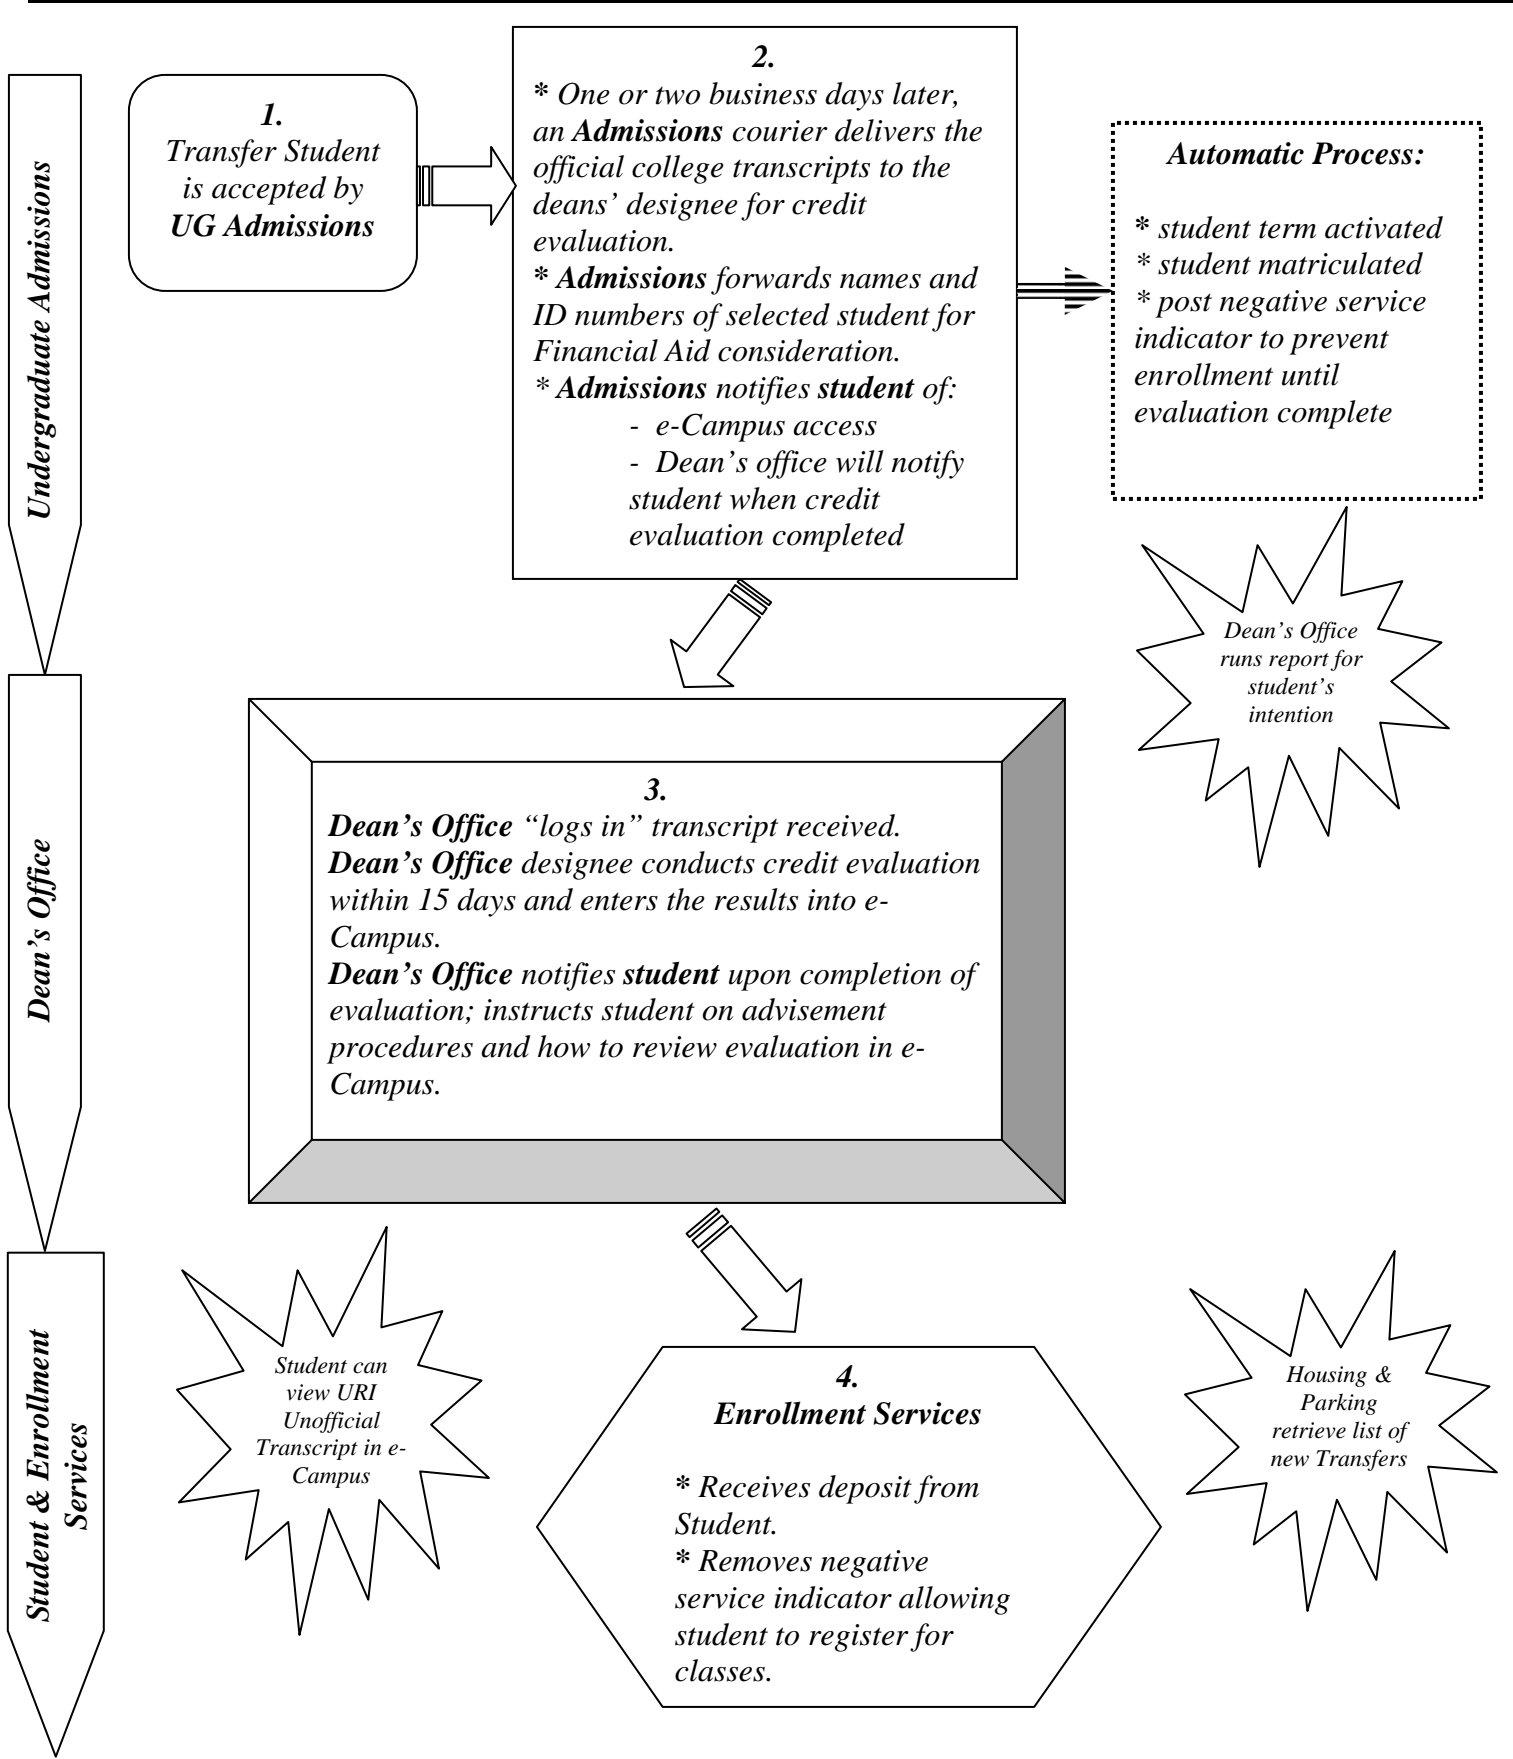 Undergraduate Admissions
1.
Transfer Student
is accepted by
UG Admissions
2.
* One or two business days later,
an Admissions courier delivers the
official college transcripts to the
deans’ designee for credit
evaluation.
* Admissions forwards names and
ID numbers of selected student for
Financial Aid consideration.
* Admissions notifies student of:
- e-Campus access
- Dean’s office will notify
student when credit
evaluation completed
Automatic Process:
* student term activated
* student matriculated
* post negative service
indicator to prevent
enrollment until
evaluation complete
Dean’s Office
runs report for
student’s
intention
Dean’s Office
3.
Dean’s Office “logs in” transcript received.
Dean’s Office designee conducts credit evaluation
within 15 days and enters the results into e-
Campus.
Dean’s Office notifies student upon completion of
evaluation; instructs student on advisement
procedures and how to review evaluation in e-
Campus.
Student & Enrollment
Services
Student can
view URI
Unofficial
Transcript in e-
Campus
4.
Enrollment Services
* Receives deposit from
Student.
* Removes negative
service indicator allowing
student to register for
classes.
Housing &
Parking
retrieve list of
new Transfers